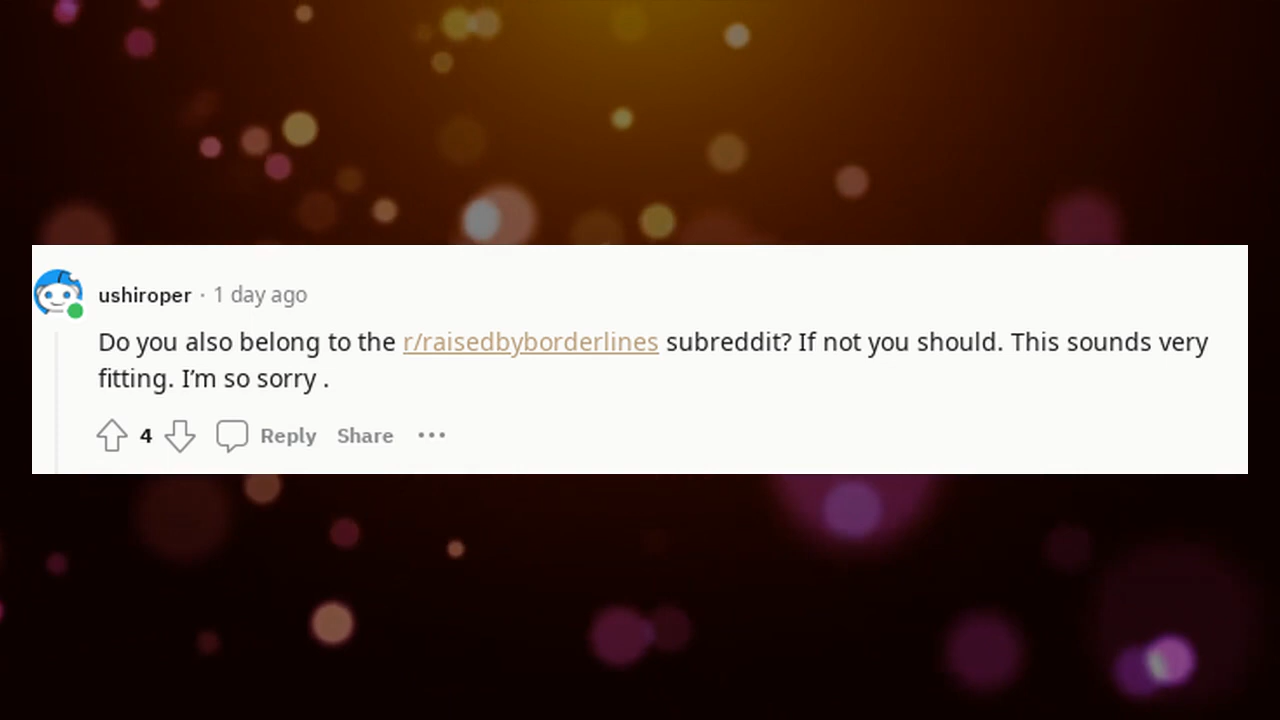 ushiroper · 1 day ago
Do you also belong to the r/raisedbyborderlines subreddit? If not you should. This sounds very
fitting. I'm so sorry .
4 Reply Share